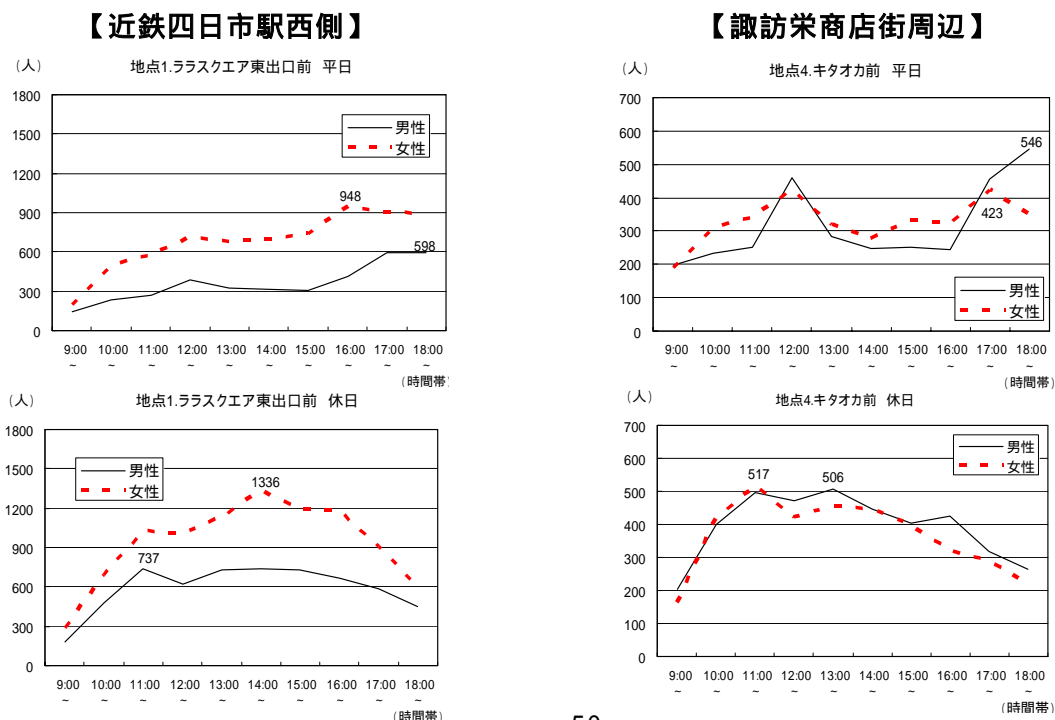 【近鉄四日市駅西側】
(人)
地点1.ララスクエア東出口前 平日
1800
1500
1200
900
600
300
0
男性
女性
948
598
9:00 10:00 11:00 12:00 13:00 14:00 15:00 16:00 17:00 18:00
~ ~ ~ ~ ~ ~ ~ ~ ~ ~
(時間帯)
(人)
地点1.ララスクエア東出口前 休日
1800
1500
1200
900
600
300
0
男性
女性
1336
737
9:00 10:00 11:00 12:00 13:00 14:00 15:00 16:00 17:00 18:00
~ ~ ~ ~ ~ ~ ~ ~ ~ ~
(時間帯)
【諏訪栄商店街周辺】
(人)
地点4.キタオカ前 平日
700
600
500
400
300
200
100
0
546
423
男性
女性
9:00 10:00 11:00 12:00 13:00 14:00 15:00 16:00 17:00 18:00
~ ~ ~ ~ ~ ~ ~ ~ ~ ~
(時間帯)
(人)
地点4.キタオカ前 休日
700
600
500
400
300
200
100
0
男性
女性
517
506
9:00 10:00 11:00 12:00 13:00 14:00 15:00 16:00 17:00 18:00
~ ~ ~ ~ ~ ~ ~ ~ ~ ~
(時間帯)